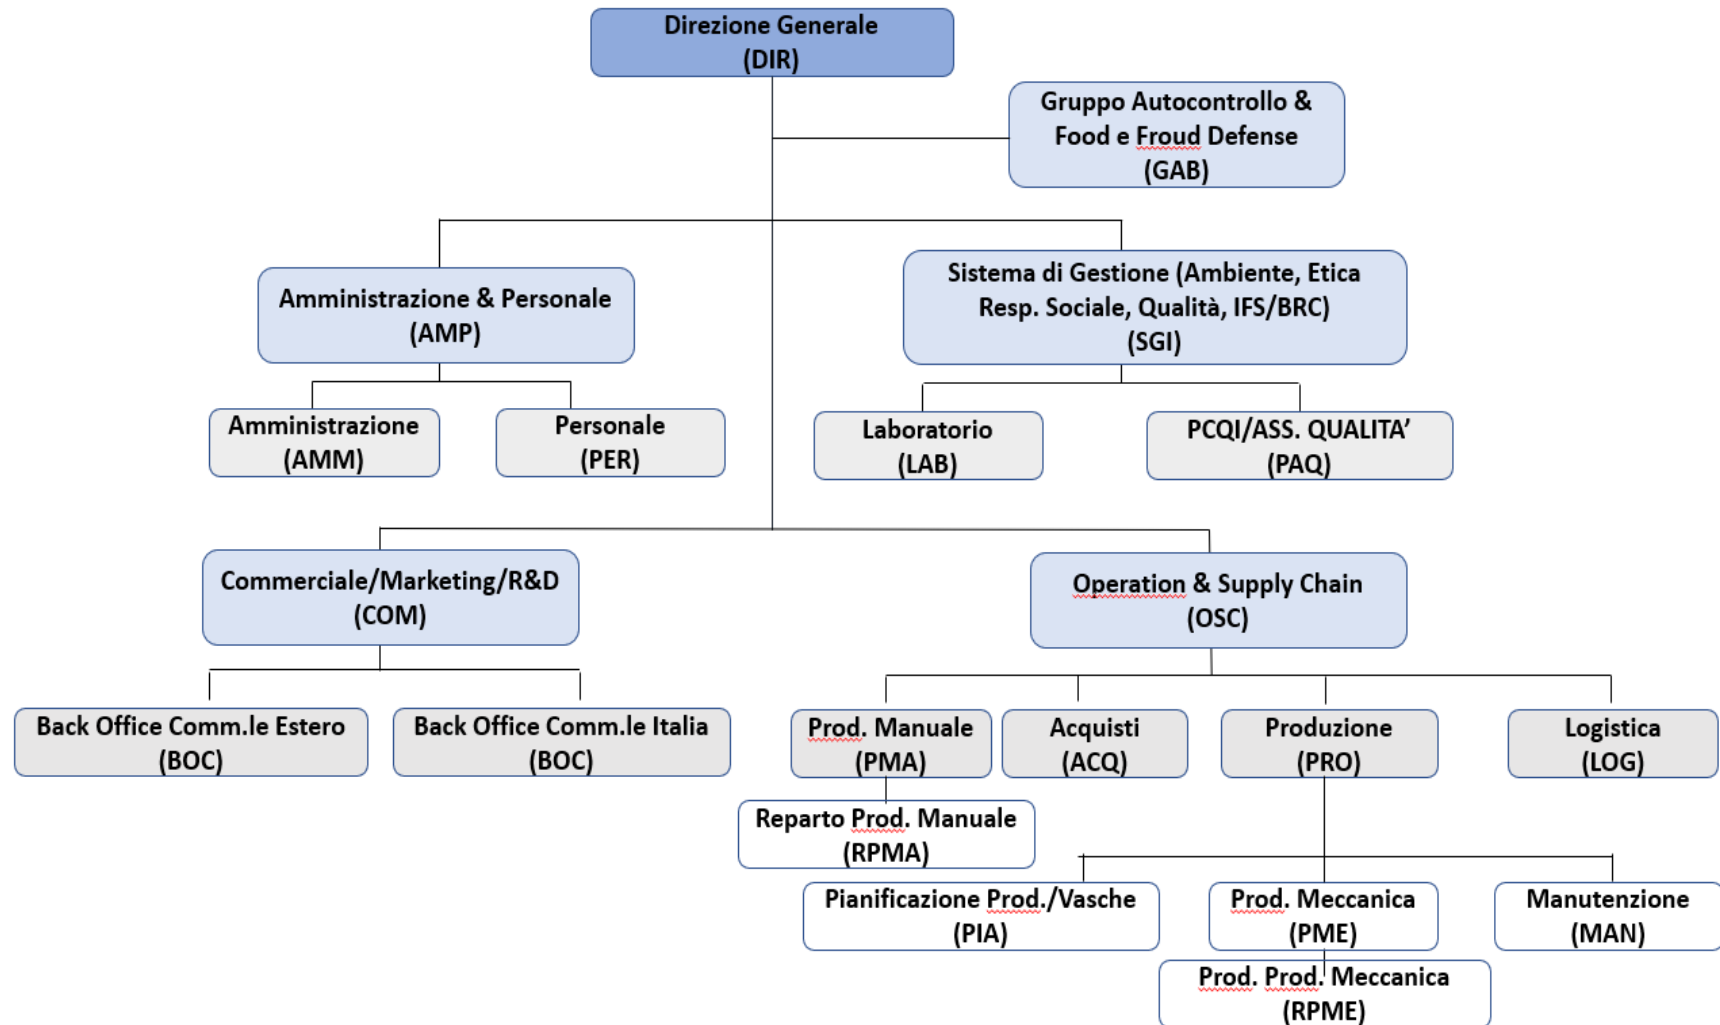 Direzione Generale
(DIR)
Gruppo Autocontrollo &
Food e Froud Defense
(GAB)
Amministrazione & Personale
(AMP)
Sistema di Gestione (Ambiente, Etica
Resp. Sociale, Qualità, IFS/BRC)
(SGI)
Amministrazione
(AMM)
Personale
(PER)
Laboratorio
(LAB)
PCQI/ASS. QUALITA’
(PAQ)
Commerciale/Marketing/R&D
(COM)
Operation & Supply Chain
(OSC)
Back Office Comm.le Estero
(BOC)
Back Office Comm.le Italia
(BOC)
Prod. Manuale
(PMA)
Acquisti
(ACQ)
Produzione
(PRO)
Logistica
(LOG)
Reparto Prod. Manuale
(RPMA)
Pianificazione Prod./Vasche
(PIA)
Prod. Meccanica
(PME)
Manutenzione
(MAN)
Prod. Prod. Meccanica
(RPME)